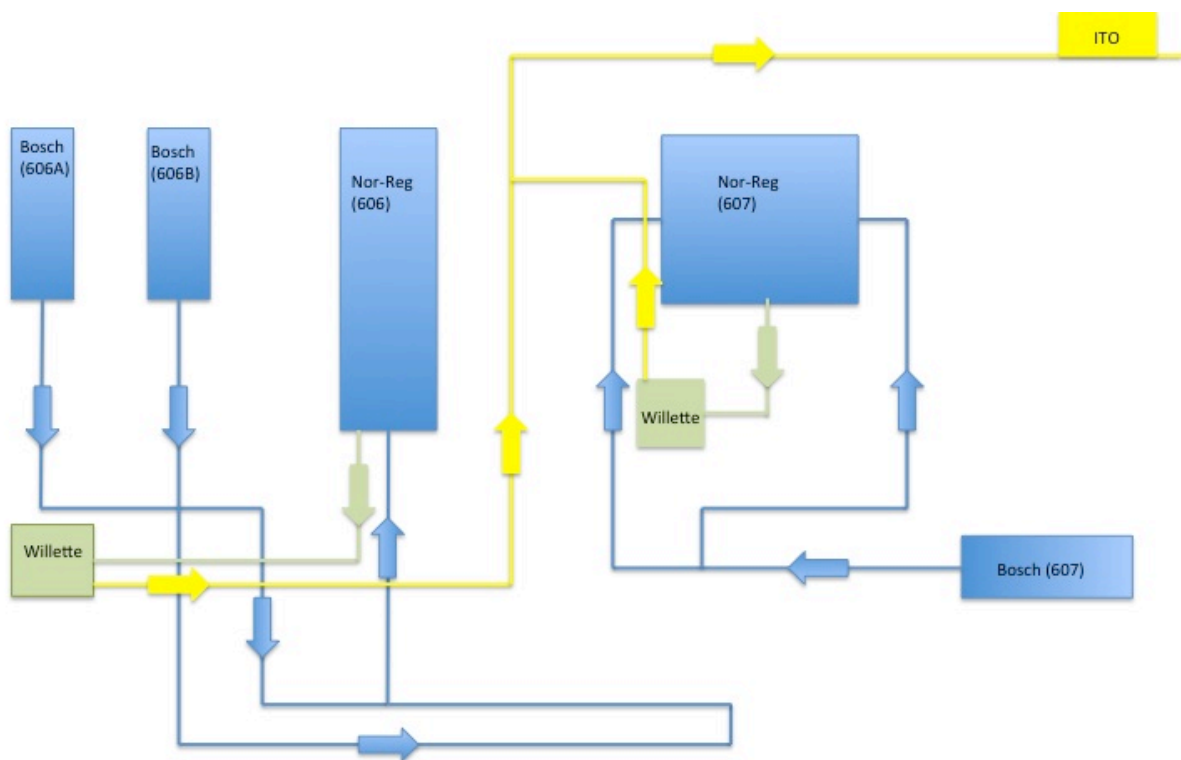 ITO
Bosch
(606A)
Bosch
(606B)
Nor-Reg
(606)
Nor-Reg
(607)
Willette
Willette
Bosch (607)